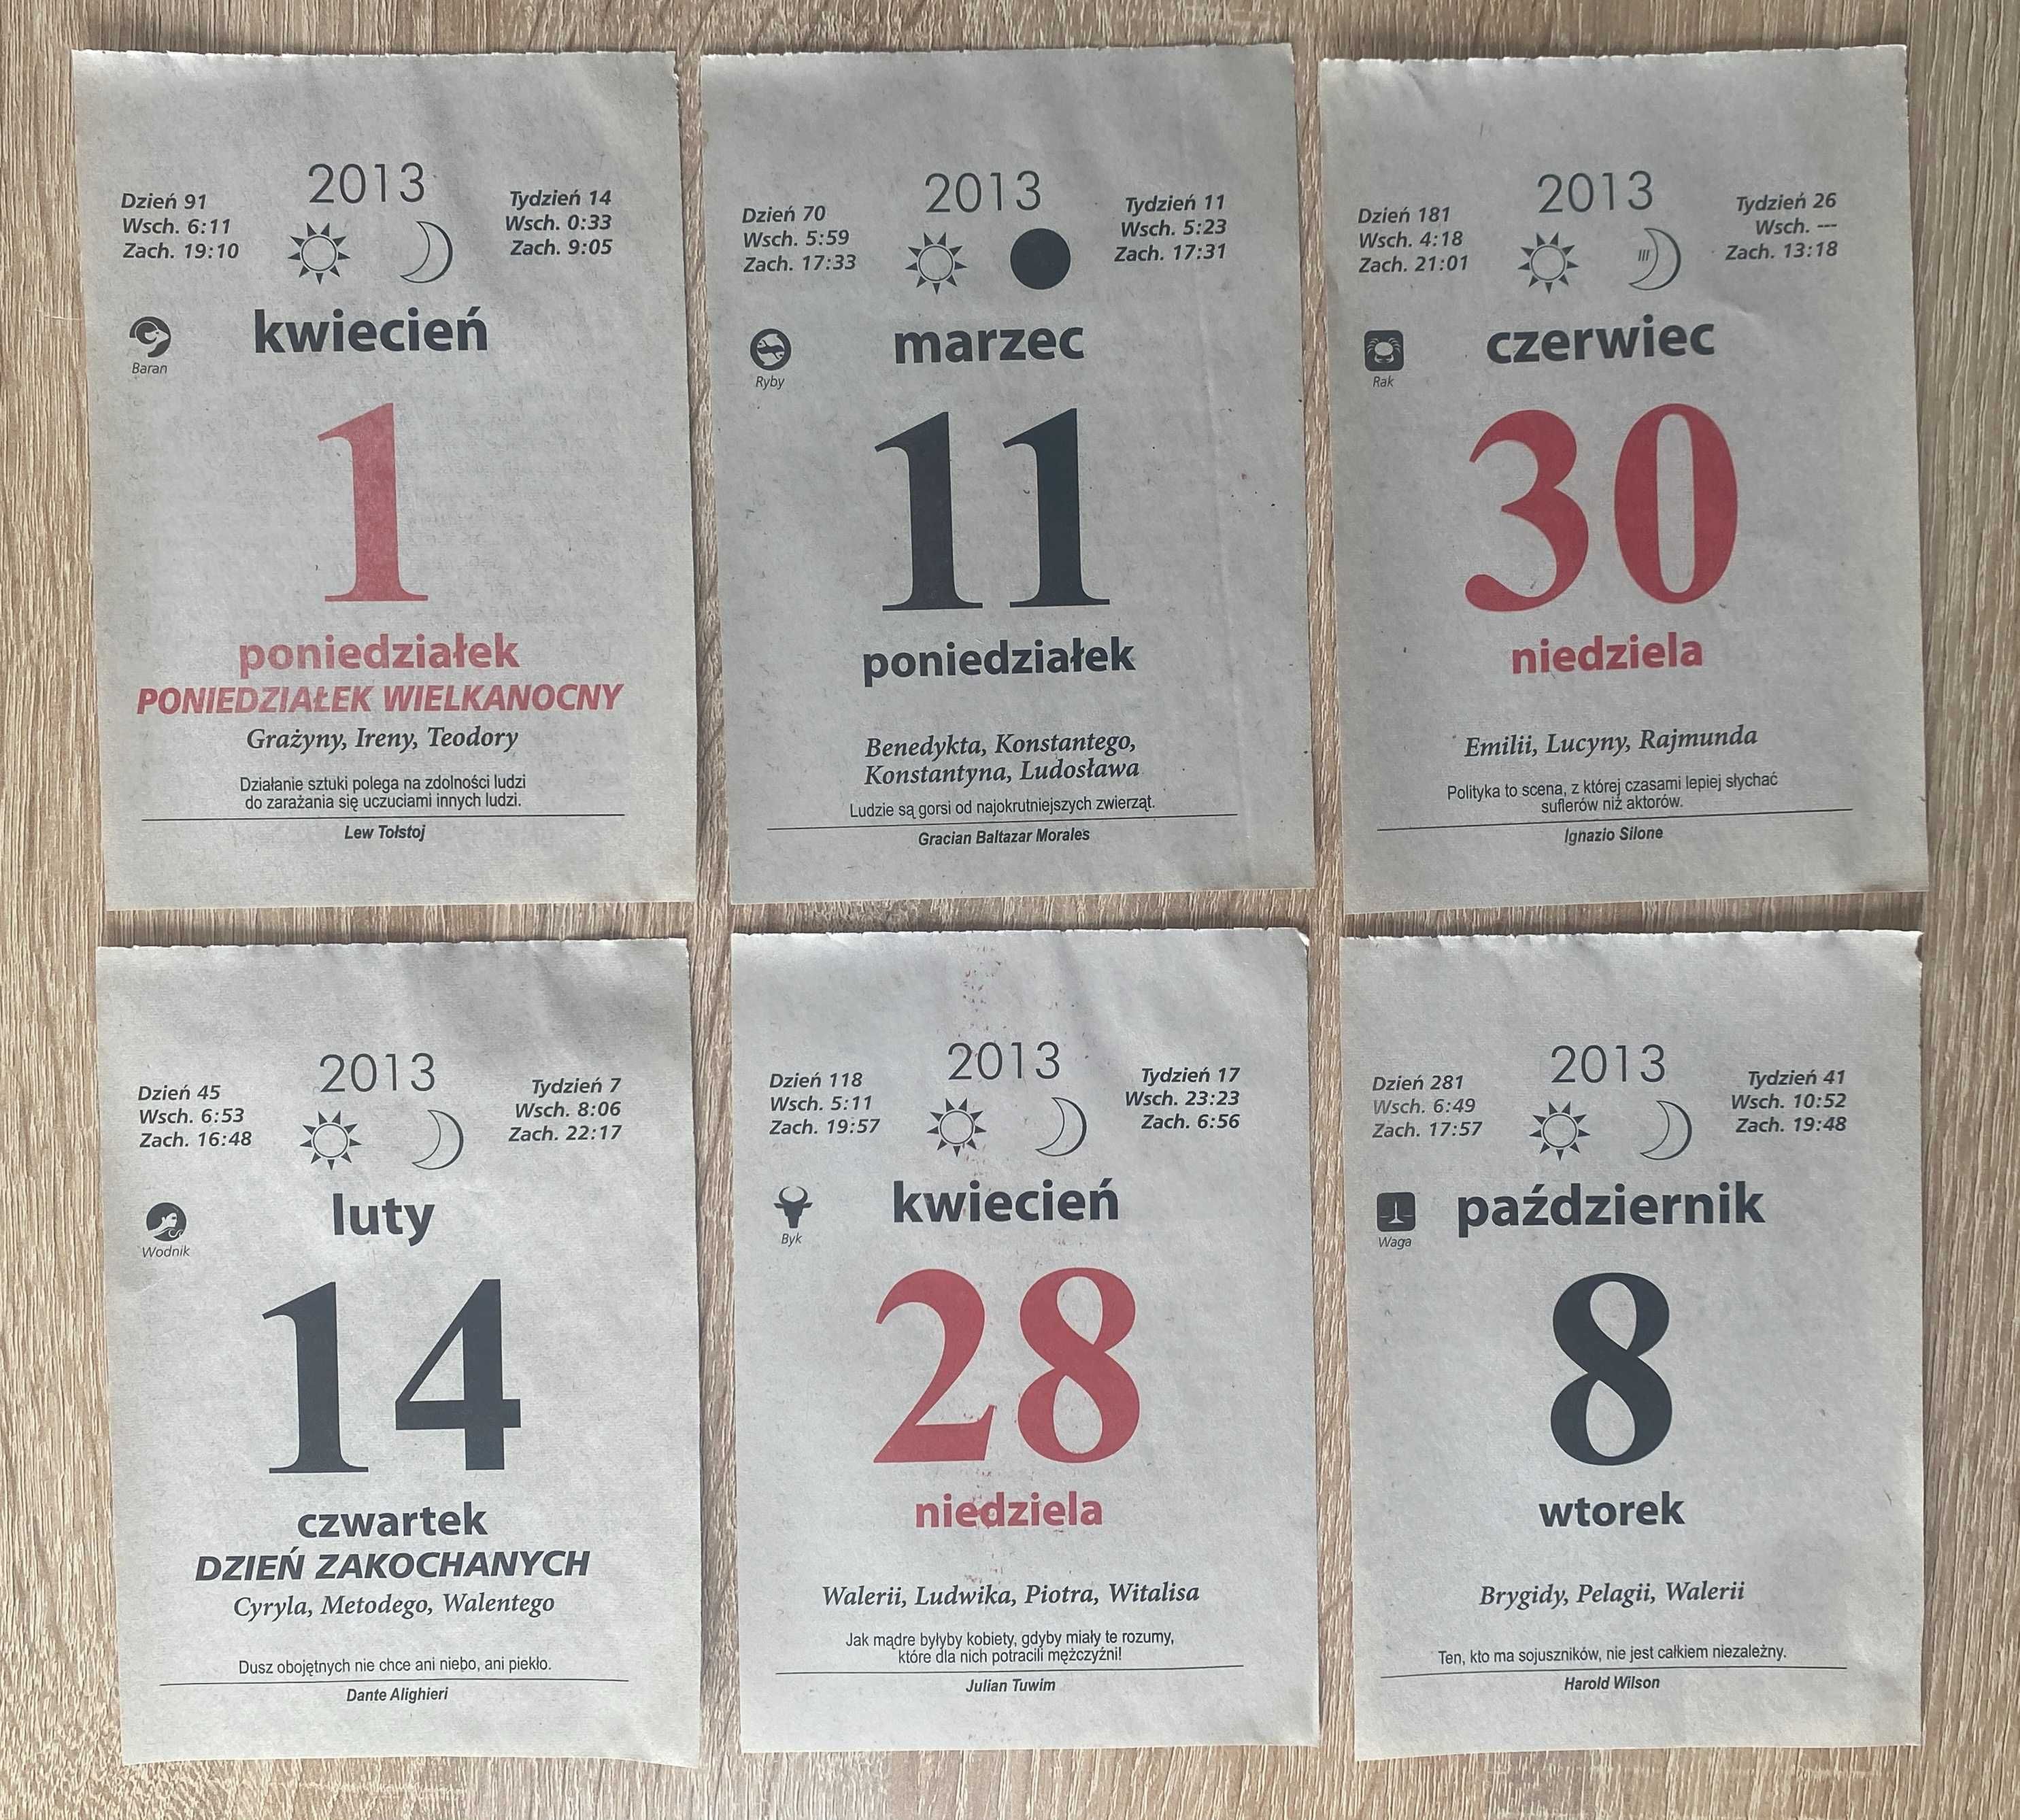 2013
Dzień 91
Wsch. 6:11
Zach. 19:10
Tydzień 14
Wsch. 0:33
Zach. 9:05
Baran
kwiecień
1
poniedziałek
PONIEDZIAŁEK WIELKANOCNY
Grażyny, Ireny, Teodory
Działanie sztuki polega na zdolności ludzi
do zarażania się uczuciami innych ludzi.
Lew Tołstoj
2013
Dzień 70
Wsch. 5:59
Zach. 17:33
Tydzień 11
Wsch. 5:23
Zach. 17:31
Ryby
marzec
11
poniedziałek
Benedykta, Konstantego,
Konstantyna, Ludosława
Ludzie są gorsi od najokrutniejszych zwierząt.
Gracian Baltazar Morales
2013
Dzień 181
Wsch. 4:18
Zach. 21:01
III
Tydzień 26
Wsch. ---
Zach. 13:18
Rak
czerwiec
30
niedziela
Emilii, Lucyny, Rajmunda
Polityka to scena, z której czasami lepiej słychać
suflerów niż aktorów.
Ignazio Silone
2013
Dzień 45
Wsch. 6:53
Zach. 16:48
Tydzień 7
Wsch. 8:06
Zach. 22:17
Wodnik
luty
14
czwartek
DZIEŃ ZAKOCHANYCH
Cyryla, Metodego, Walentego
Dusz obojętnych nie chce ani niebo, ani piekło.
Dante Alighieri
2013
Dzień 118
Wsch. 5:11
Zach. 19:57
Tydzień 17
Wsch. 23:23
Zach. 6:56
Byk
kwiecień
28
niedziela
Walerii, Ludwika, Piotra, Witalisa
Jak mądre byłyby kobiety, gdyby miały te rozumy,
które dla nich potracili mężczyźni!
Julian Tuwim
2013
Dzień 281
Wsch. 6:49
Zach. 17:57
Tydzień 41
Wsch. 10:52
Zach. 19:48
Waga
październik
8
wtorek
Brygidy, Pelagii, Walerii
Ten, kto ma sojuszników, nie jest całkiem niezależny.
Harold Wilson